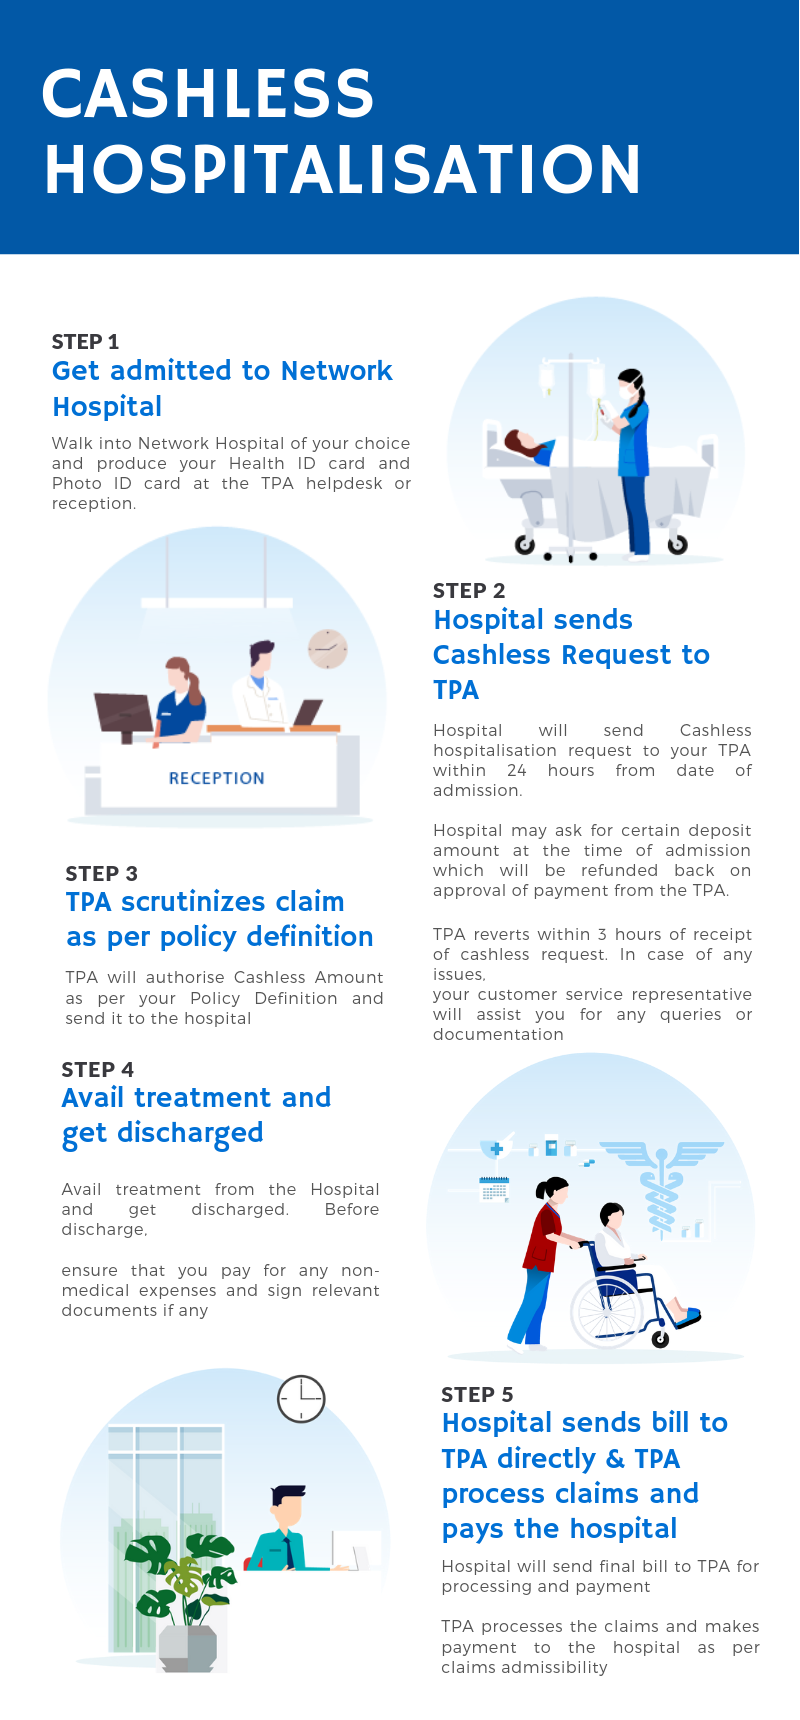 CASHLESS
HOSPITALISATION
STEP 1
Get admitted to Network
Hospital
Walk into Network Hospital of your choice
and produce your Health ID card and
Photo ID card at the TPA helpdesk or
reception.
RECEPTION
STEP 2
Hospital sends
Cashless Request to
TPA
Hospital will send Cashless
hospitalisation request to your TPA
within 24 hours from date of
admission.
Hospital may ask for certain deposit
amount at the time of admission
which will be refunded back on
approval of payment from the TPA.
TPA reverts within 3 hours of receipt
of cashless request. In case of any
issues,
your customer service representative
will assist you for any queries or
documentation
STEP 3
TPA scrutinizes claim
as per policy definition
TPA will authorise Cashless Amount
as per your Policy Definition and
send it to the hospital
STEP 4
Avail treatment and
get discharged
Avail treatment from the Hospital
and get discharged. Before
discharge,
ensure that you pay for any non-
medical expenses and sign relevant
documents if any
STEP 5
Hospital sends bill to
TPA directly & TPA
process claims and
pays the hospital
Hospital will send final bill to TPA for
processing and payment
TPA processes the claims and makes
payment to the hospital as per
claims admissibility